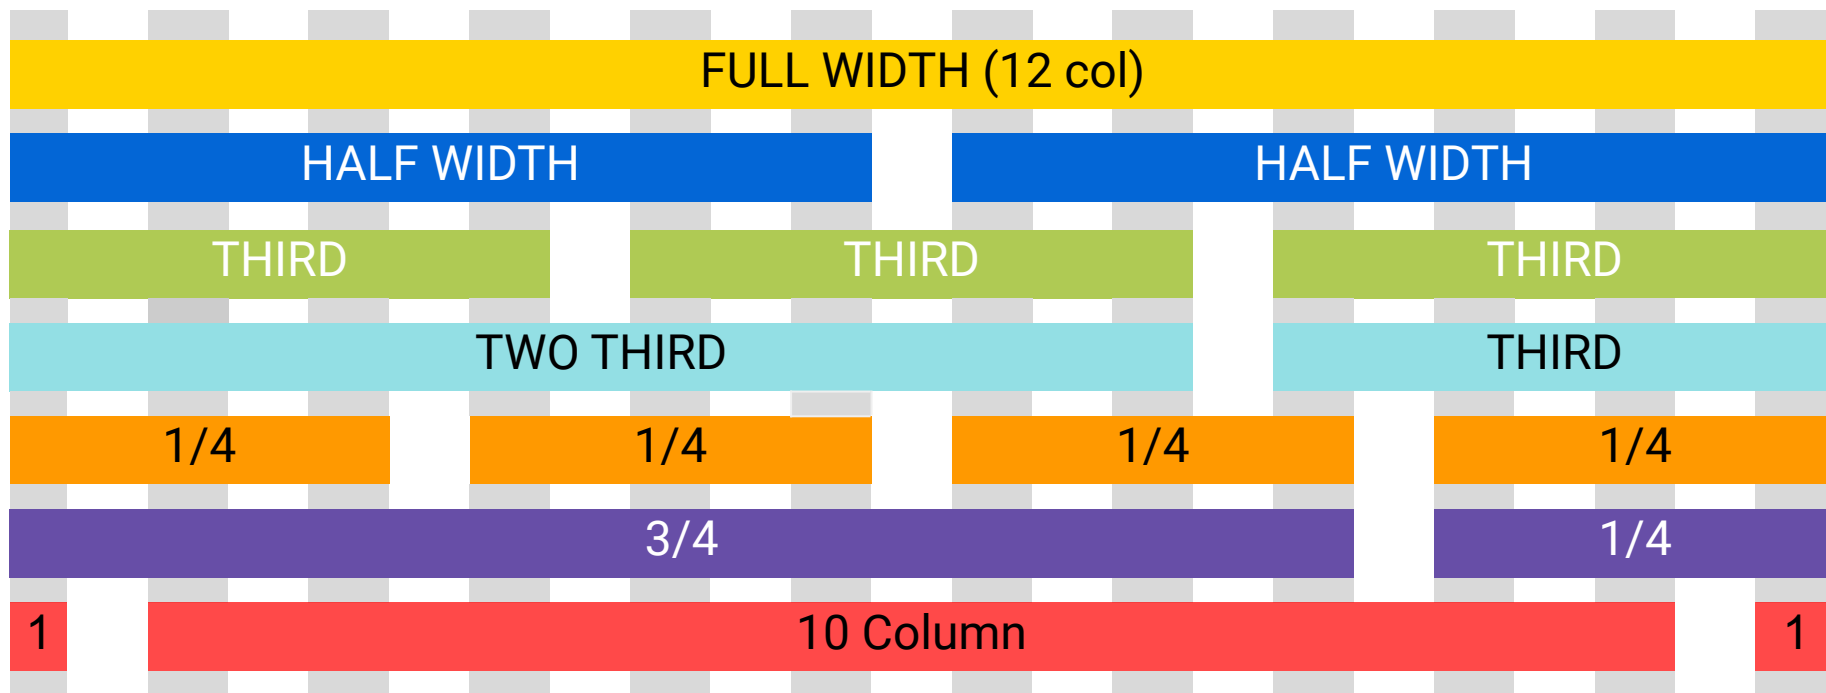 FULL WIDTH (12 col)
HALF WIDTH HALF WIDTH
THIRD THIRD THIRD
TWO THIRD THIRD
1/4 1/4 1/4 1/4
3/4 1/4
1 10 Column 1